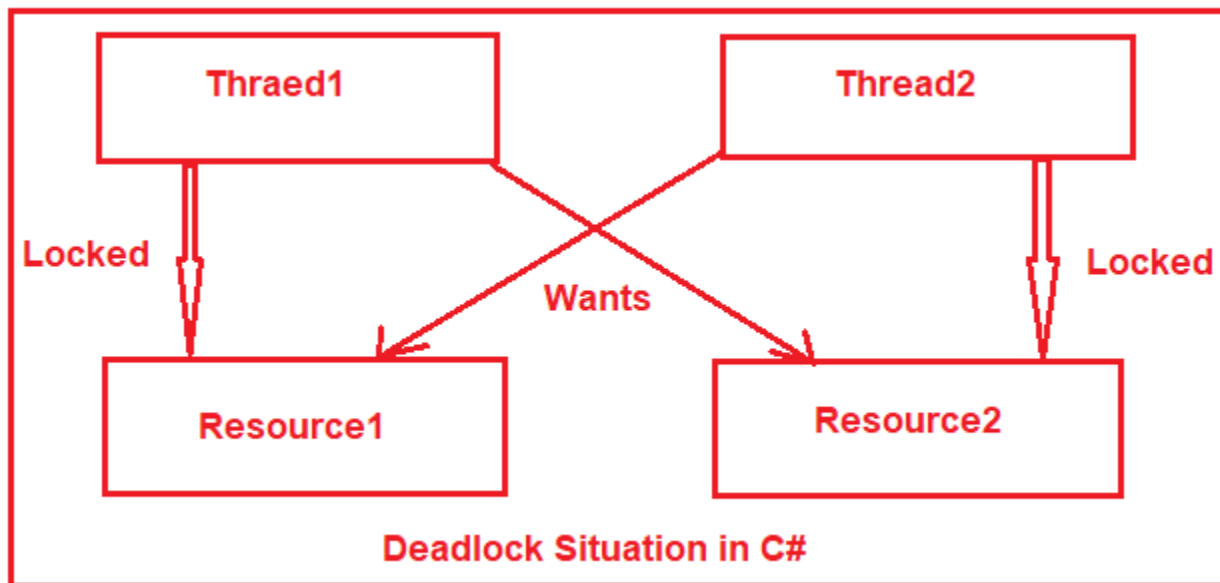 Thraed1
Thread2
Locked
Wants
Locked
Resource1
Resource2
Deadlock Situation in C#